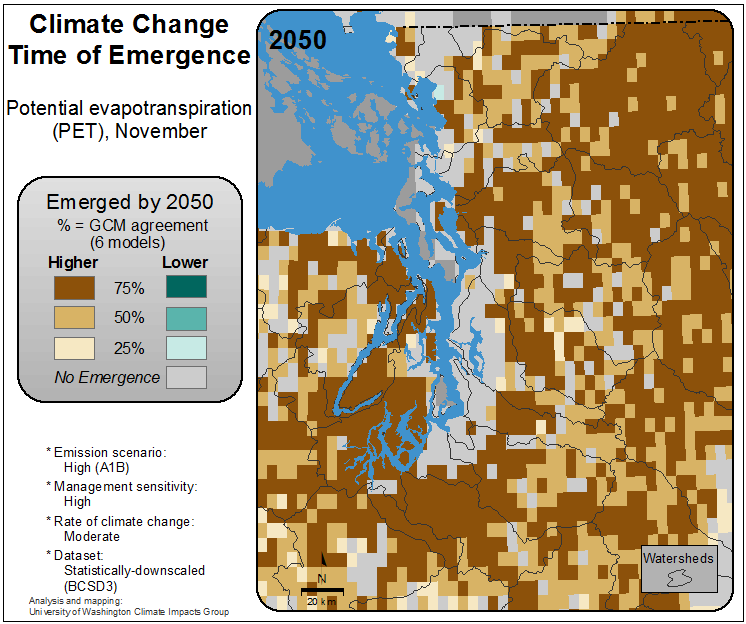 Climate Change
Time of Emergence
Potential evapotranspiration
(PET), November
Emerged by 2050
% = GCM agreement
(6 models)
Higher Lower
75%
50%
25%
No Emergence
* Emission scenario:
High (A1B)
* Management sensitivity:
High
* Rate of climate change:
Moderate
* Dataset:
Statistically-downscaled
(BCSD3)
Analysis and mapping:
University of Washington Climate Impacts Group
2050
N
20 km
Watersheds